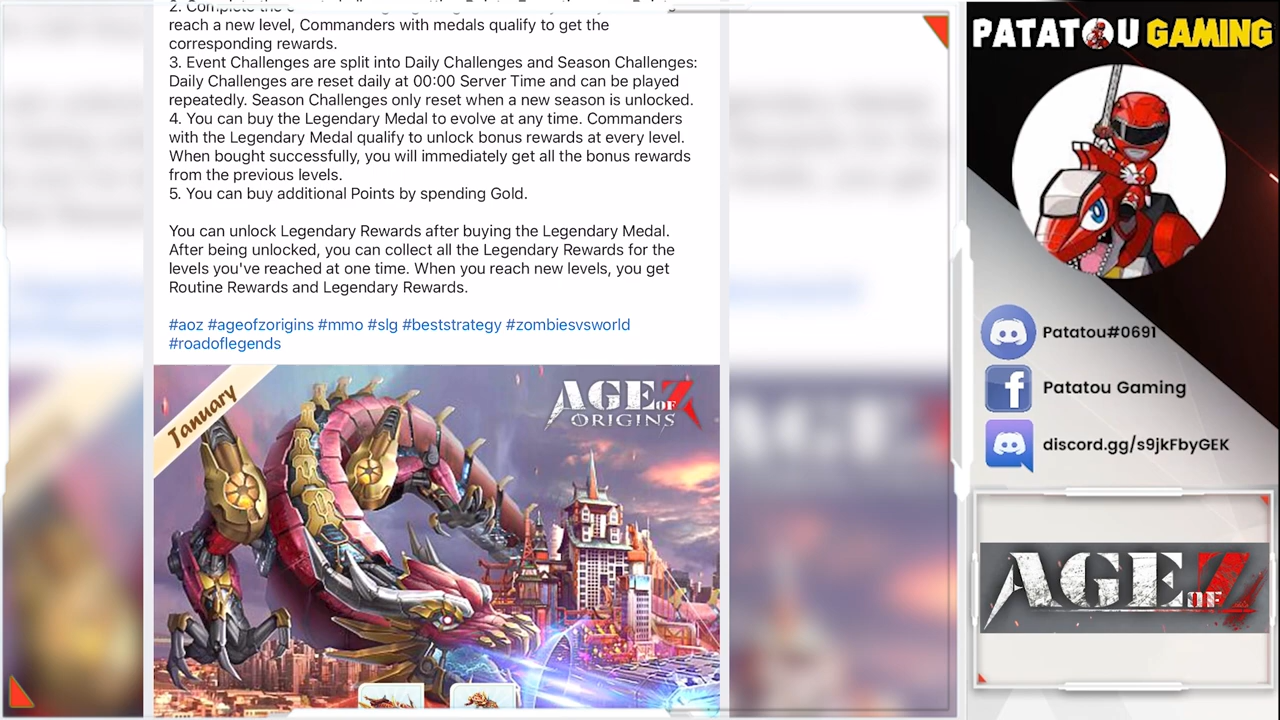 reach a new level, Commanders with medals qualify to get the
corresponding rewards.
3. Event Challenges are split into Daily Challenges and Season Challenges:
Daily Challenges are reset daily at 00:00 Server Time and can be played
repeatedly. Season Challenges only reset when a new season is unlocked.
4. You can buy the Legendary Medal to evolve at any time. Commanders
with the Legendary Medal qualify to unlock bonus rewards at every level.
When bought successfully, you will immediately get all the bonus rewards
from the previous levels.
5. You can buy additional Points by spending Gold.
You can unlock Legendary Rewards after buying the Legendary Medal.
After being unlocked, you can collect all the Legendary Rewards for the
levels you've reached at one time. When you reach new levels, you get
Routine Rewards and Legendary Rewards.
#aoz #ageofzorigins #mmo #slg #beststrategy #zombiesvsworld
#roadoflegends
January
AGE OF Z
ORIGINS
PATATOU GAMING
Patatou#0691
Patatou Gaming
discord.gg/s9jkFbyGEK
AGE OF Z